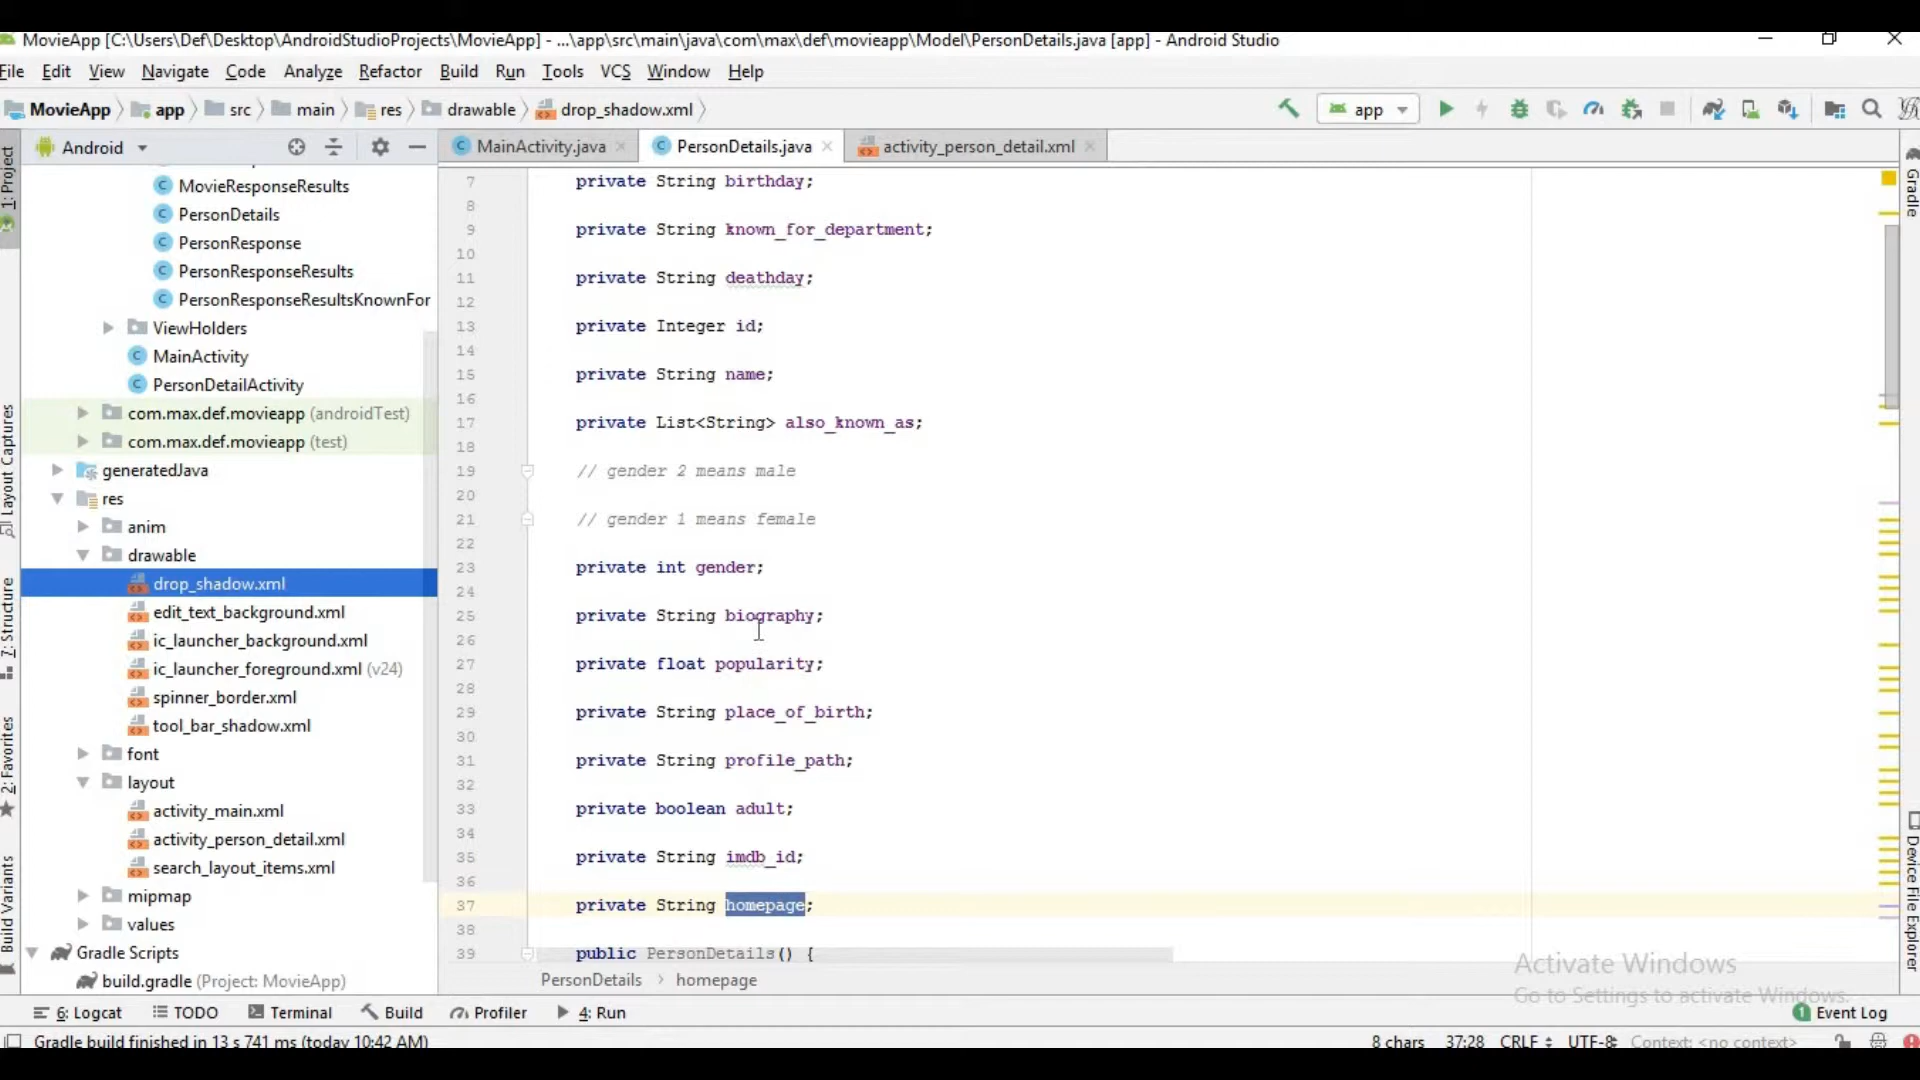 MovieApp [C:\Users\Def\Desktop\AndroidStudioProjects\MovieApp] - ...\app\src\main\java\com\max\def\movieapp\Model\PersonDetails.java [app] - Android Studio
File Edit View Navigate Code Analyze Refactor Build Run Tools VCS Window Help
MovieApp app src main res drawable drop_shadow.xml app
Android
MainActivity.java PersonDetails.java activity_person_detail.xml
1: Project
Layout Captures
7: Structure
2: Favorites
Build Variants
MovieResponseResults
PersonDetails
PersonResponse
PersonResponseResults
PersonResponseResultsKnownFor
ViewHolders
MainActivity
PersonDetailActivity
com.max.def.movieapp (androidTest)
com.max.def.movieapp (test)
generatedJava
res
anim
drawable
drop_shadow.xml
edit_text_background.xml
ic_launcher_background.xml
ic_launcher_foreground.xml (v24)
spinner_border.xml
tool_bar_shadow.xml
font
layout
activity_main.xml
activity_person_detail.xml
search_layout_items.xml
mipmap
values
Gradle Scripts
build.gradle (Project: MovieApp)
7 private String birthday;
8
9 private String known_for_department;
10
11 private String deathday;
12
13 private Integer id;
14
15 private String name;
16
17 private List<String> also_known_as;
18
19 // gender 2 means male
20
21 // gender 1 means female
22
23 private int gender;
24
25 private String biography;
26
27 private float popularity;
28
29 private String place_of_birth;
30
31 private String profile_path;
32
33 private boolean adult;
34
35 private String imdb_id;
36
37 private String homepage;
38
39 public PersonDetails() {
PersonDetails homepage
Gradle
Device File Explorer
Activate Windows
Go to Settings to activate Windows.
6: Logcat TODO Terminal Build Profiler 4: Run 1 Event Log
Gradle build finished in 13 s 741 ms (today 10:42 AM) 8 chars 37:28 CRLF UTF-8 Context: <no context>